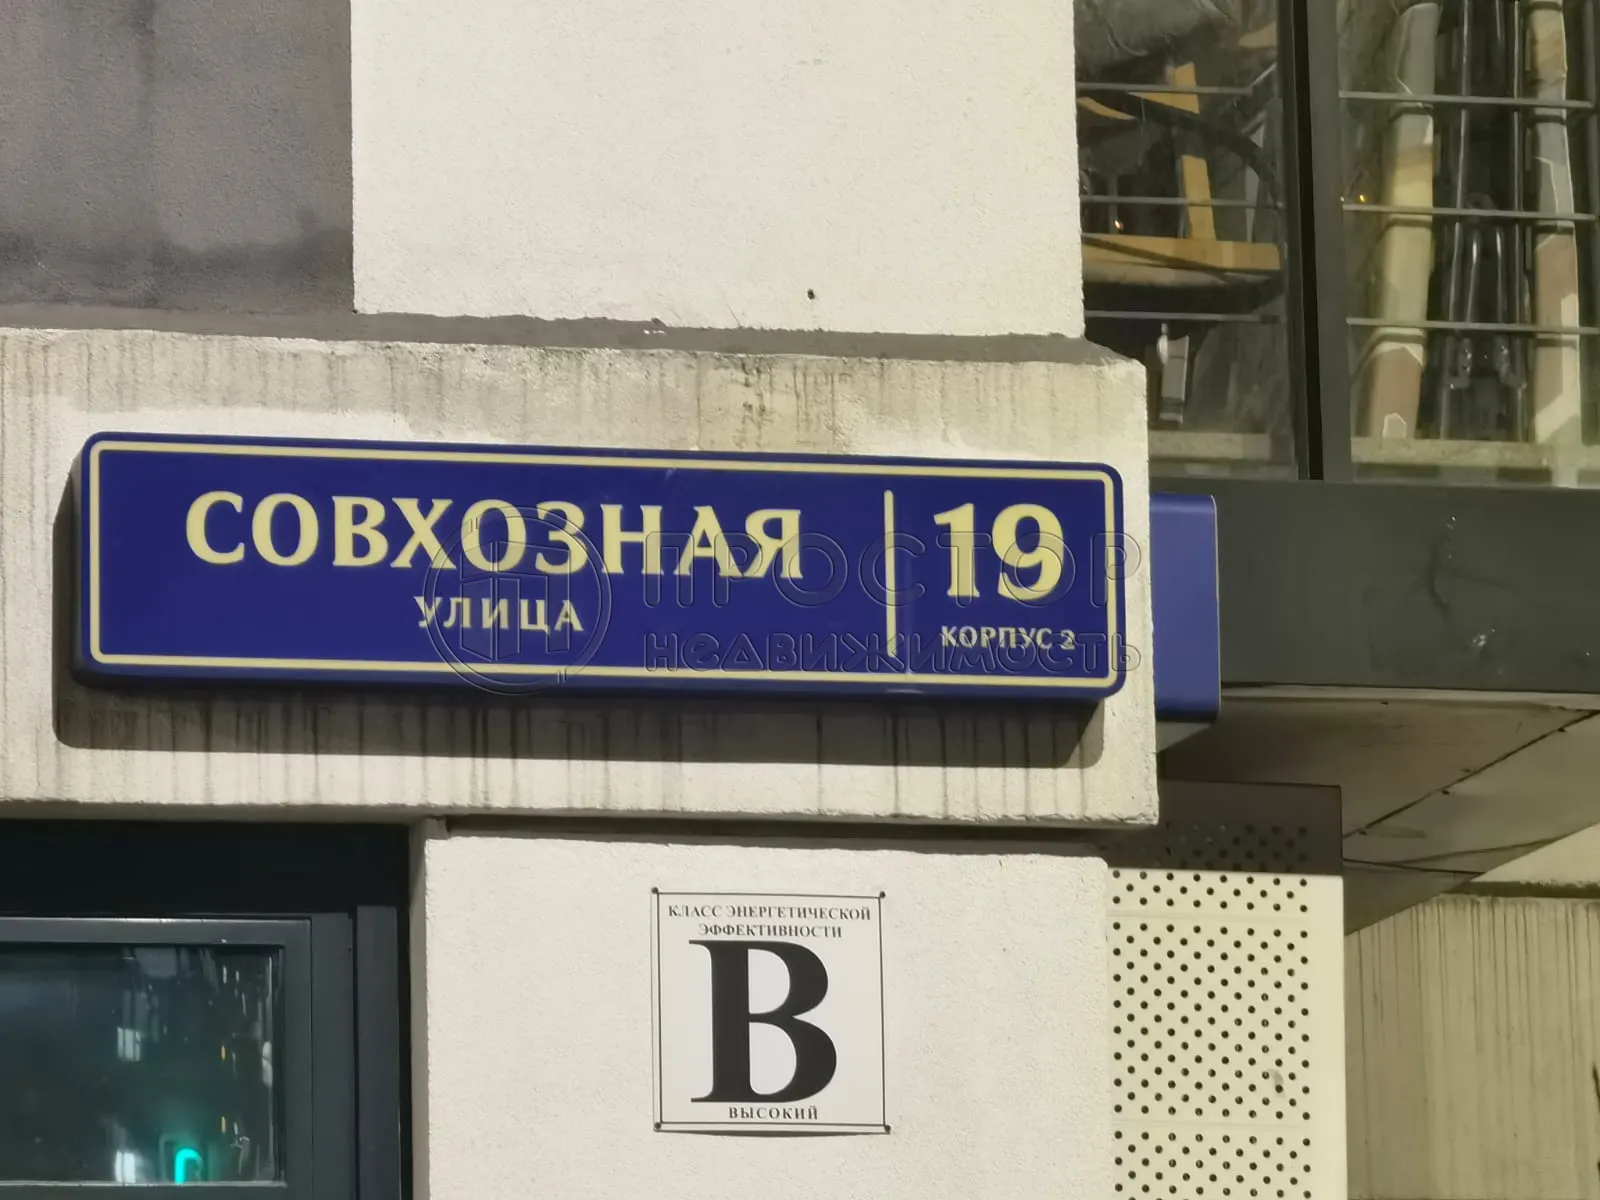 СОВХОЗНАЯ
УЛИЦА
19
КОРПУС 2
ПРОСТОР
НЕДВИЖИМОСТЬ
КЛАСС ЭНЕРГЕТИЧЕСКОЙ
ЭФФЕКТИВНОСТИ
B
ВЫСОКИЙ